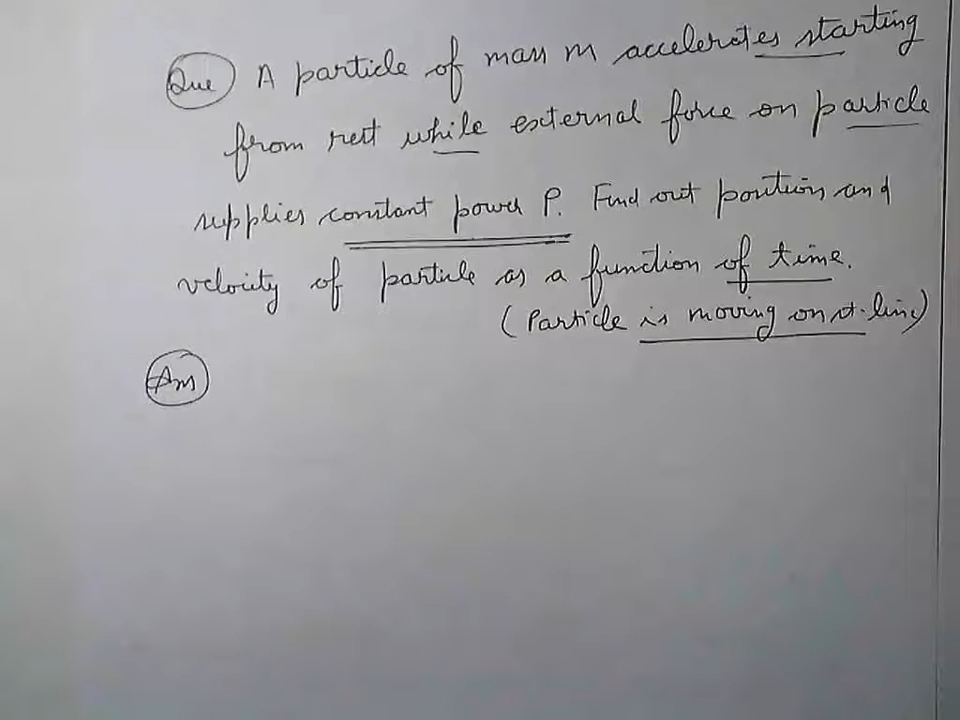 Que A particle of mass m accelerates starting
from rest while external force on particle
supplies constant power P. Find out position and
velocity of particle as a function of time.
(Particle is moving on st. line)
Ans